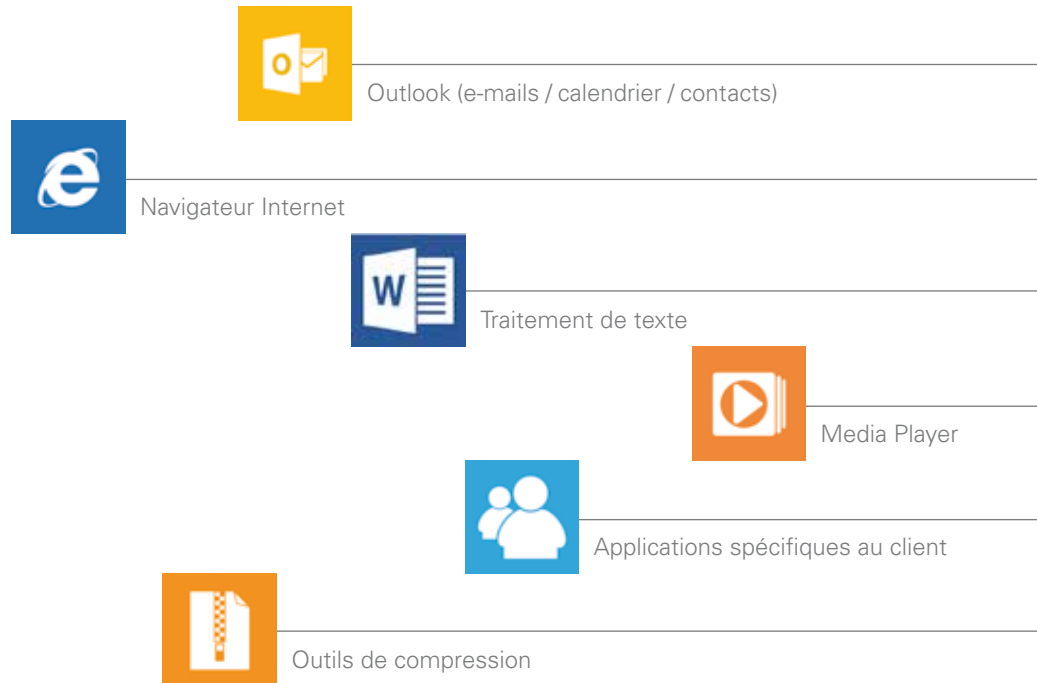 O
Outlook (e-mails / calendrier / contacts)
e
Navigateur Internet
W
Traitement de texte
Media Player
Applications spécifiques au client
Outils de compression